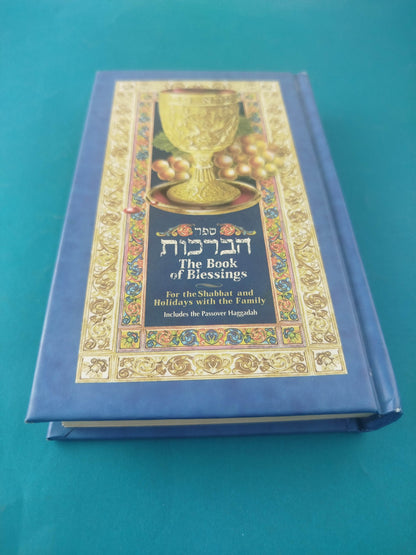 ספר
הברכות
The Book
of Blessings
For the Shabbat and
Holidays with the Family
Includes the Passover Haggadah